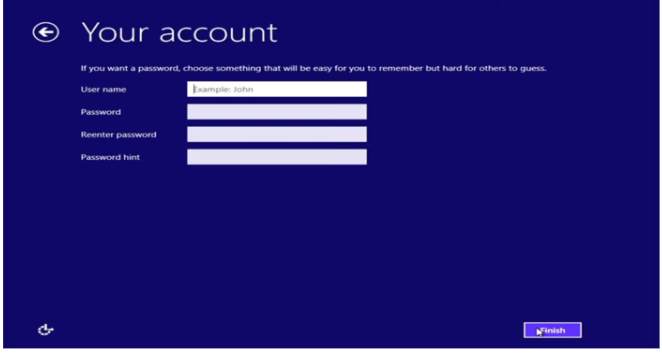 Your account
If you want a password, choose something that will be easy for you to remember but hard for others to guess.
User name
Example: John
Password
Reenter password
Password hint
Finish